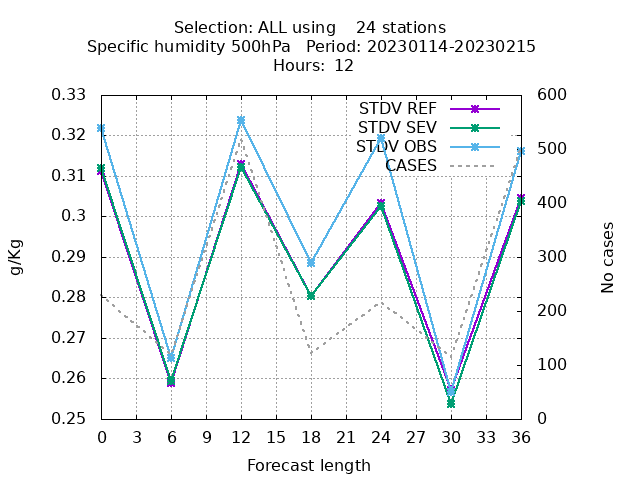 Selection: ALL using    24 stations
Specific humidity 500hPa   Period: 20230114-20230215
Hours:  12
0.33
0.32
0.31
0.3
0.29
0.28
0.27
0.26
0.25
600
500
400
300
200
100
0
g/Kg
No cases
STDV REF
STDV SEV
STDV OBS
CASES
0 3 6 9 12 15 18 21 24 27 30 33 36
Forecast length